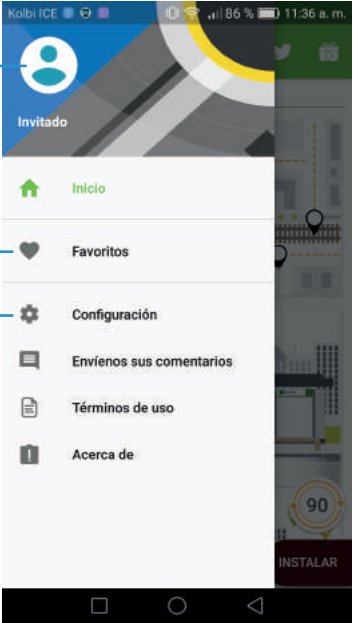 Kolbi ICE 86 % 11:36 a. m.
Invitado
Inicio
Favoritos
Configuración
Envíenos sus comentarios
Términos de uso
Acerca de
90
INSTALAR